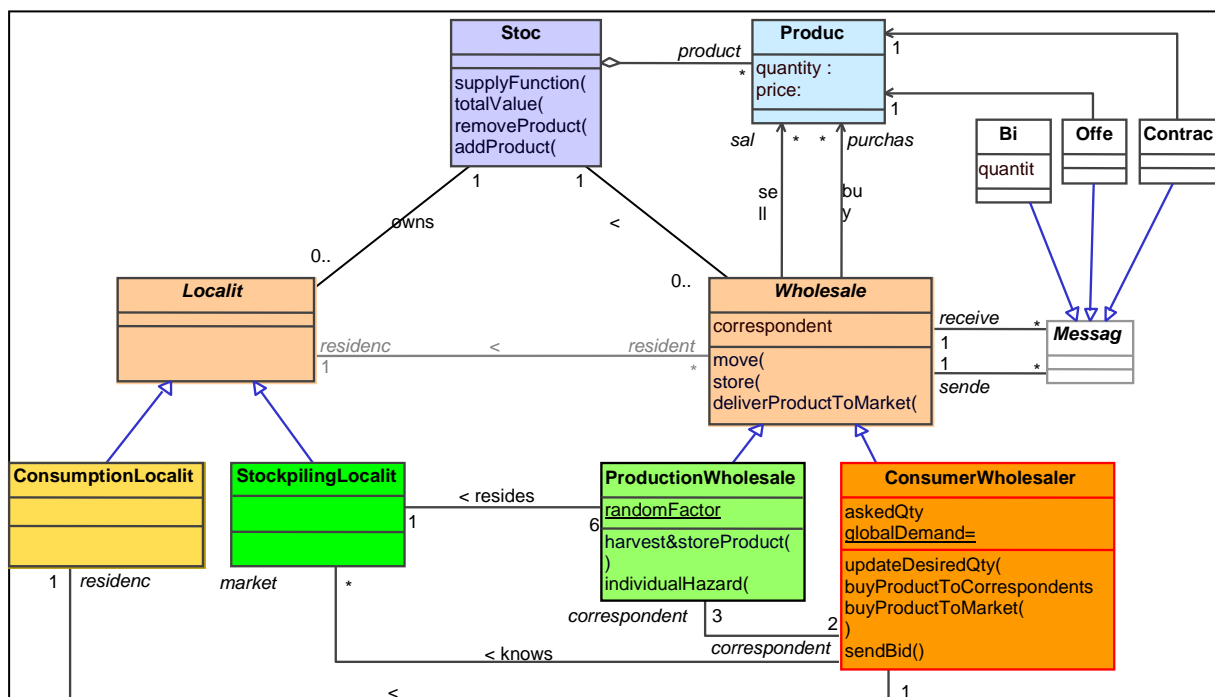 Stoc
supplyFunction(
totalValue(
removeProduct(
addProduct(
product
*
Produc
quantity :
price:
1
1
Bi
quantit
Offe
Contrac
sal
*
*
purchas
se
ll
bu
y
1
1
owns
<
0..
0..
Localit
residenc
1
<
resident
*
Wholesale
correspondent
move(
store(
deliverProductToMarket(
receive
*
1
1
*
sende
Messag
ConsumptionLocalit
StockpilingLocalit
< resides
1
6
ProductionWholesale
randomFactor
harvest&storeProduct(
)
individualHazard(
ConsumerWholesaler
askedQty
globalDemand=
updateDesiredQty(
buyProductToCorrespondents
buyProductToMarket(
)
sendBid()
1
residenc
market
*
correspondent
3
2
correspondent
< knows
<
1